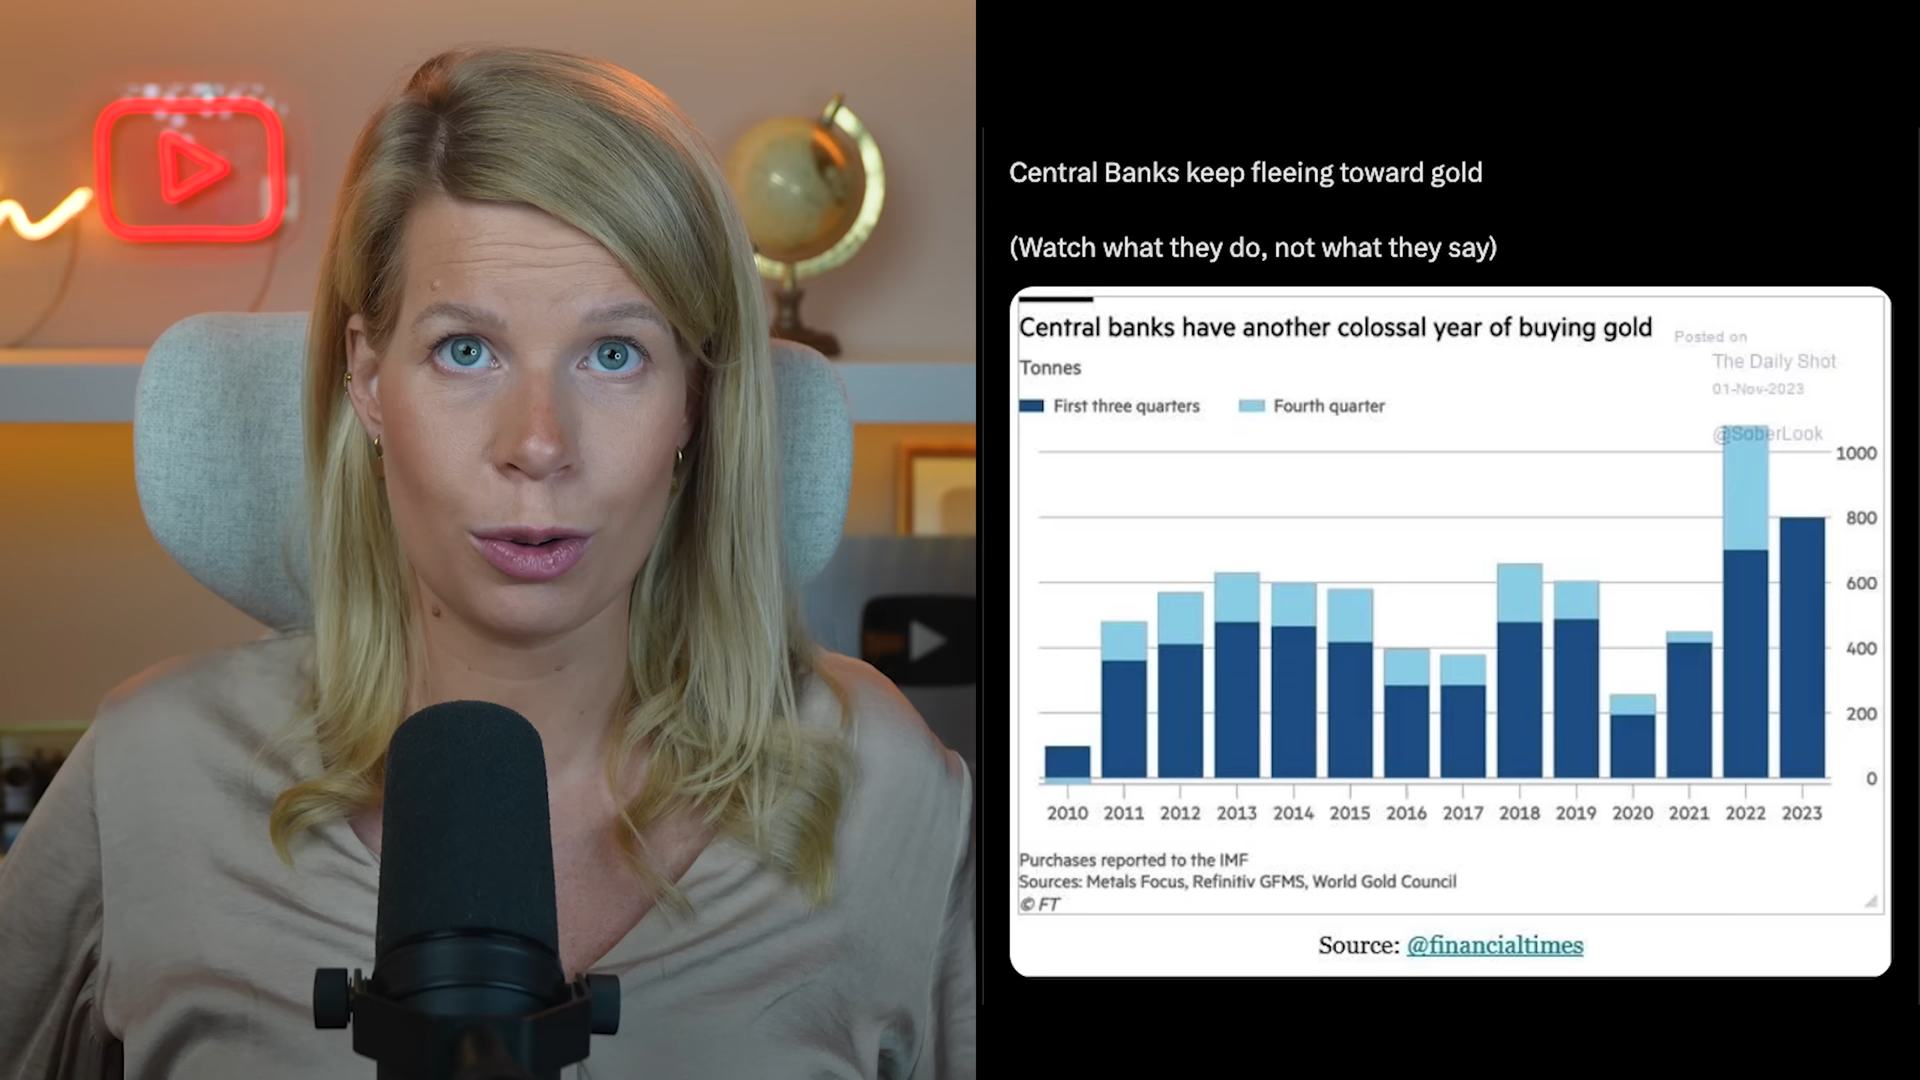 Central Banks keep fleeing toward gold
(Watch what they do, not what they say)
Central banks have another colossal year of buying gold
Posted on
The Daily Shot
01-Nov-2023
@SoberLook
Tonnes
First three quarters
Fourth quarter
1000
800
600
400
200
0
2010 2011 2012 2013 2014 2015 2016 2017 2018 2019 2020 2021 2022 2023
Purchases reported to the IMF
Sources: Metals Focus, Refinitiv GFMS, World Gold Council
© FT
Source: @financialtimes